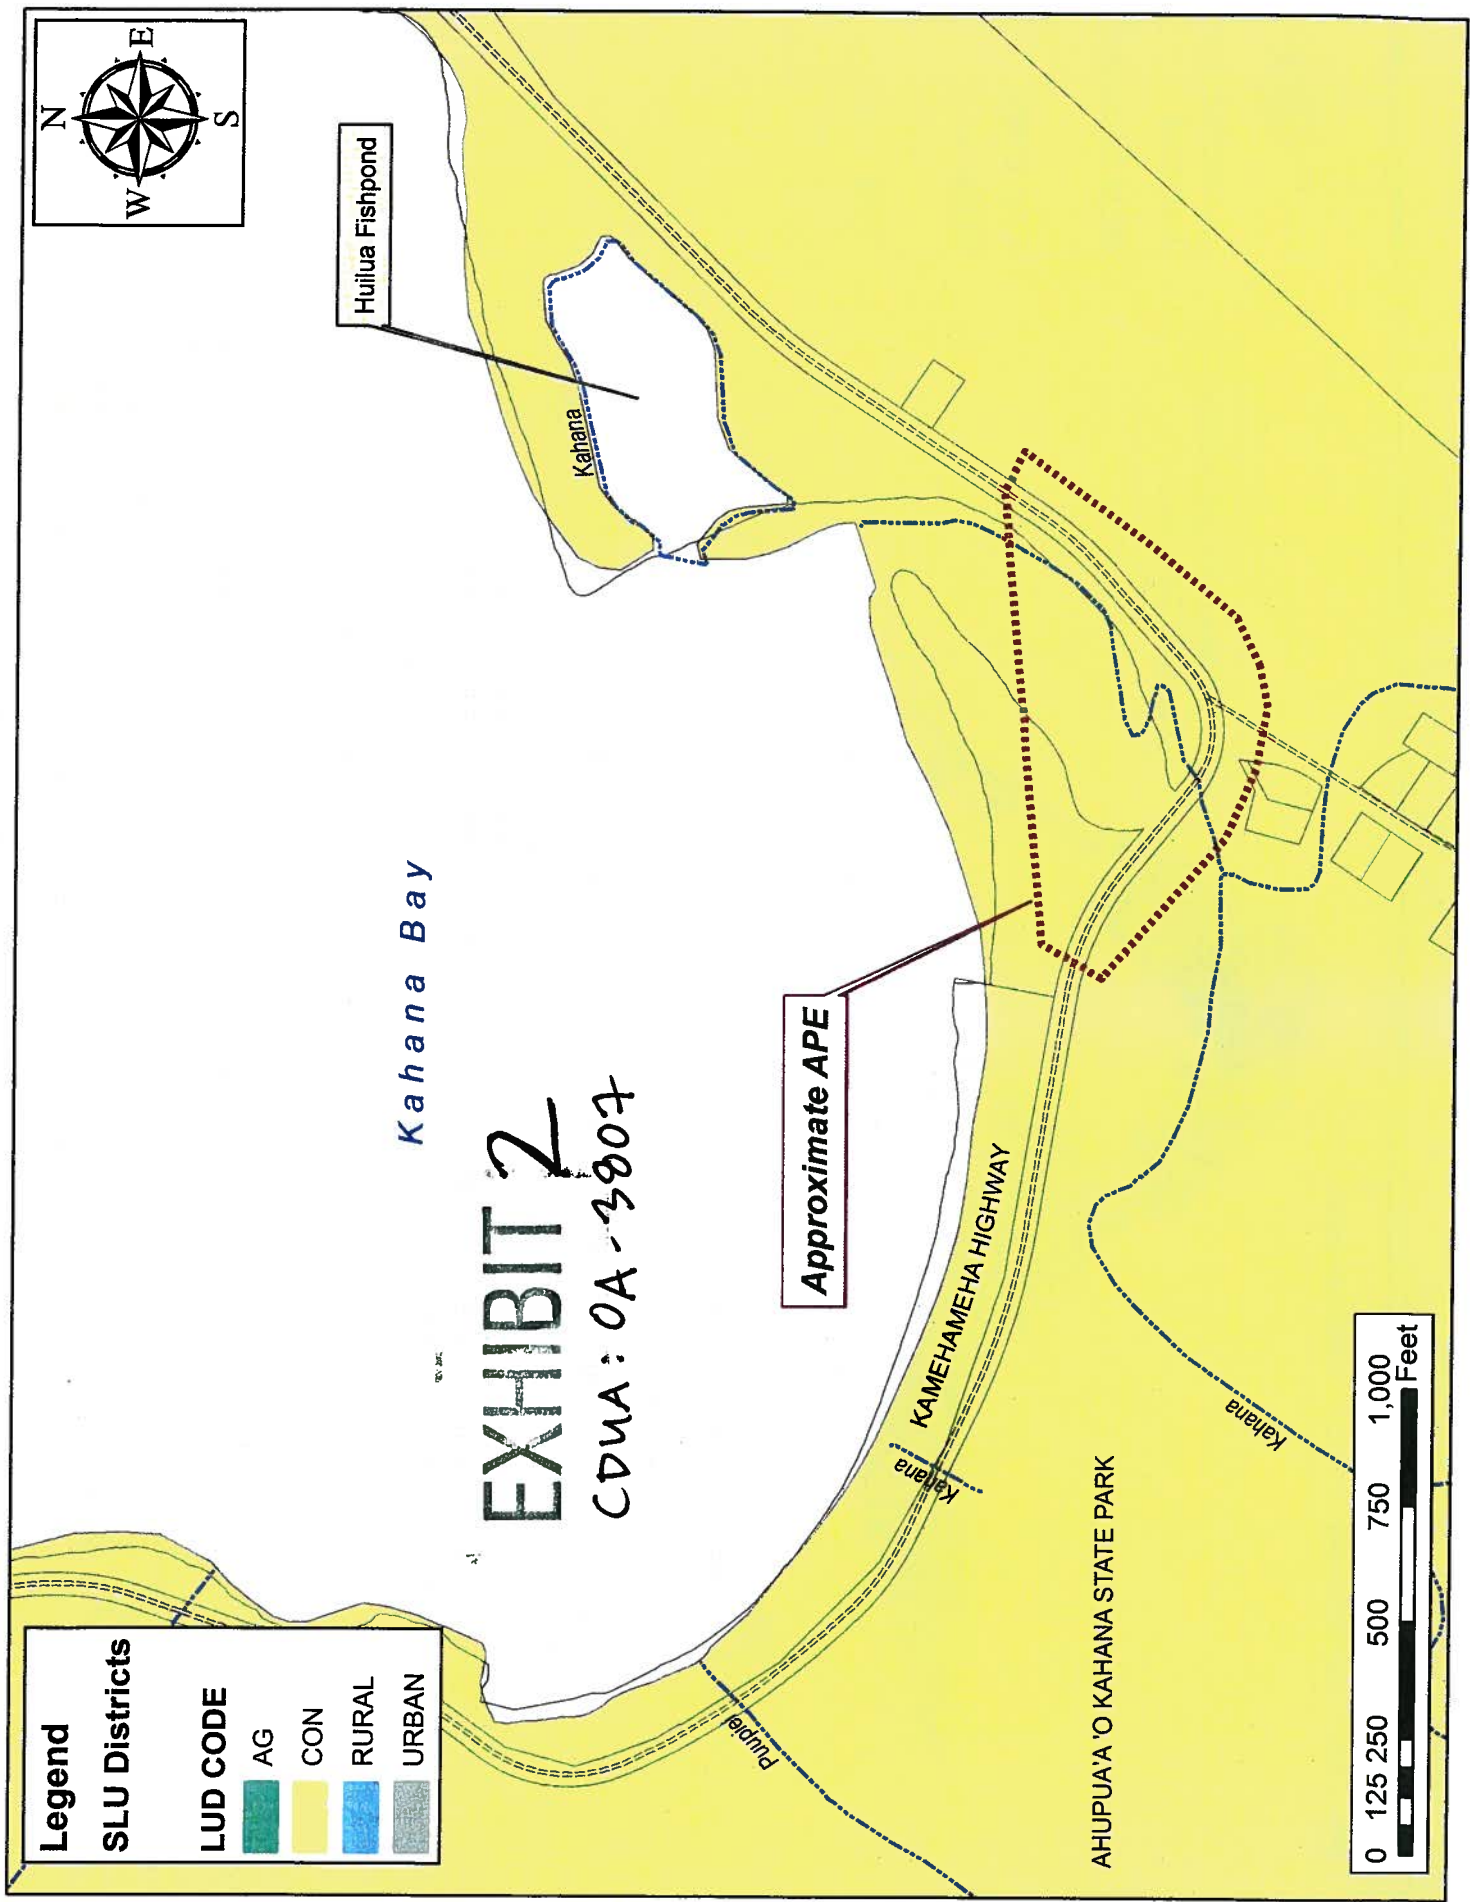 Legend
SLU Districts
LUD CODE
AG
CON
RURAL
URBAN
N
W
E
S
Kahana Bay
EXHIBIT 2
CDUA: OA-3807
Huilua Fishpond
Kahana
Approximate APE
KAMEHAMEHA HIGHWAY
Kahana
Puupiei
Kahana
AHUPUA'A 'O KAHANA STATE PARK
0 125 250 500 750 1,000
Feet